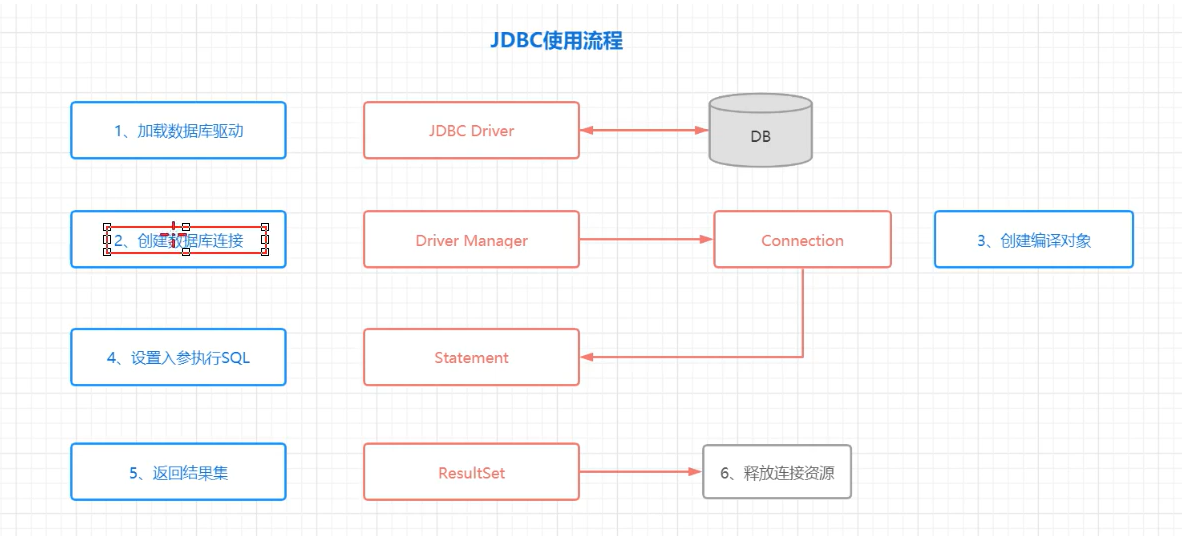 JDBC使用流程
1、加载数据库驱动
JDBC Driver
DB
2、创建数据库连接
Driver Manager
Connection
3、创建编译对象
4、设置入参执行SQL
Statement
5、返回结果集
ResultSet
6、释放连接资源